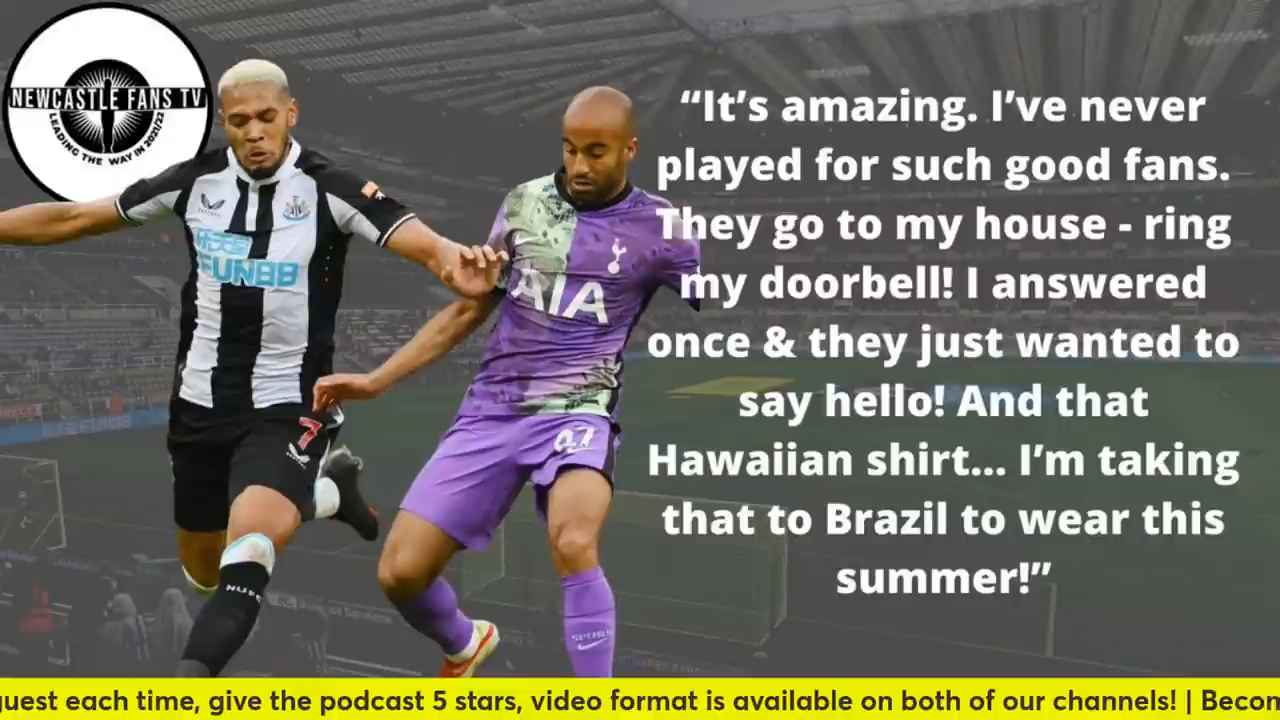 NEWCASTLE FANS TV
LEADING THE WAY IN 2021/22
“It’s amazing. I’ve never
played for such good fans.
They go to my house - ring
my doorbell! I answered
once & they just wanted to
say hello! And that
Hawaiian shirt... I’m taking
that to Brazil to wear this
summer!”
FUN88
AIA
7
47
NUFC
SPURS
guest each time, give the podcast 5 stars, video format is available on both of our channels! | Becom